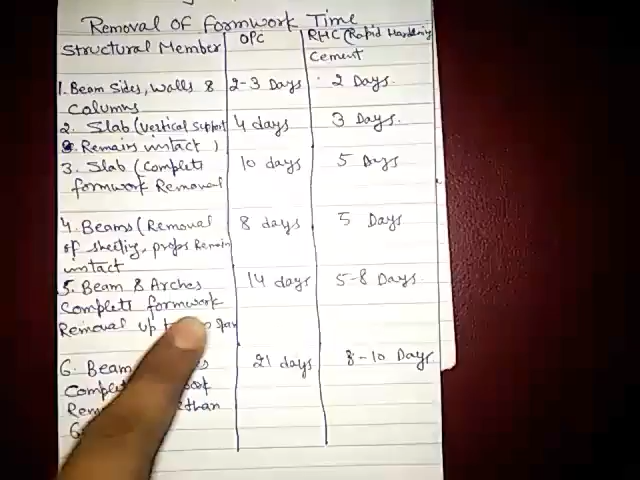 Removal of Formwork Time
Structural Member OPC RHC (Rapid Hardening
Cement
1. Beam Sides, Walls & 2-3 Days 2 Days.
Columns
2. Slab (Vertical Support 4 days 3 Days.
Remains intact)
3. Slab (Complete 10 days 5 Days
formwork Removal
4. Beams (Removal 8 days 5 Days
of sheeting, props Remain
intact
5. Beam & Arches 14 days 5-8 Days
Complete formwork
Removal up
6. Beam 21 days 8-10 Days